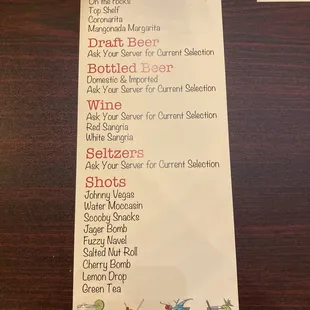 On the rocks
Top Shelf
Coronarita
Mangonada Margarita
Draft Beer
Ask Your Server for Current Selection
Bottled Beer
Domestic & Imported
Ask Your Server for Current Selection
Wine
Ask Your Server for Current Selection
Red Sangria
White Sangria
Seltzers
Ask Your Server for Current Selection
Shots
Johnny Vegas
Water Moccasin
Scooby Snacks
Jager Bomb
Fuzzy Navel
Salted Nut Roll
Cherry Bomb
Lemon Drop
Green Tea